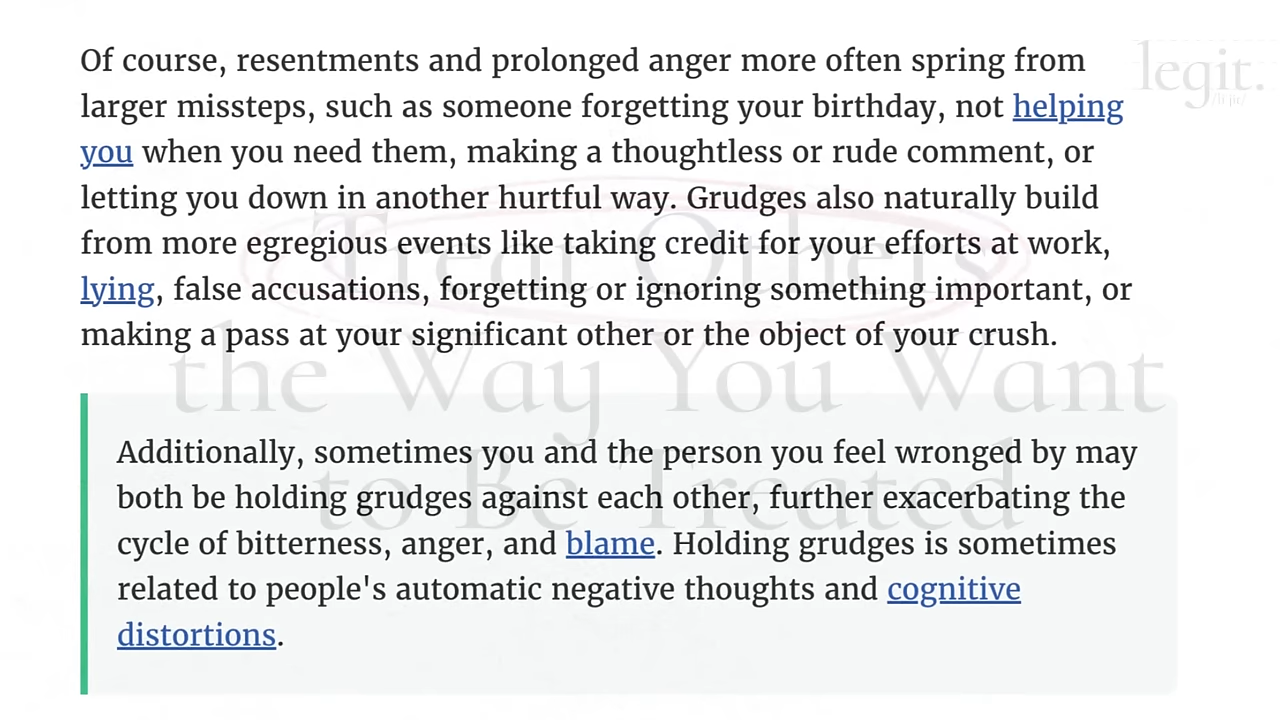 Of course, resentments and prolonged anger more often spring from
larger missteps, such as someone forgetting your birthday, not helping
you when you need them, making a thoughtless or rude comment, or
letting you down in another hurtful way. Grudges also naturally build
from more egregious events like taking credit for your efforts at work,
lying, false accusations, forgetting or ignoring something important, or
making a pass at your significant other or the object of your crush.
Additionally, sometimes you and the person you feel wronged by may
both be holding grudges against each other, further exacerbating the
cycle of bitterness, anger, and blame. Holding grudges is sometimes
related to people's automatic negative thoughts and cognitive
distortions.
legit.
Treat Others
the Way You Want
to Be Treated